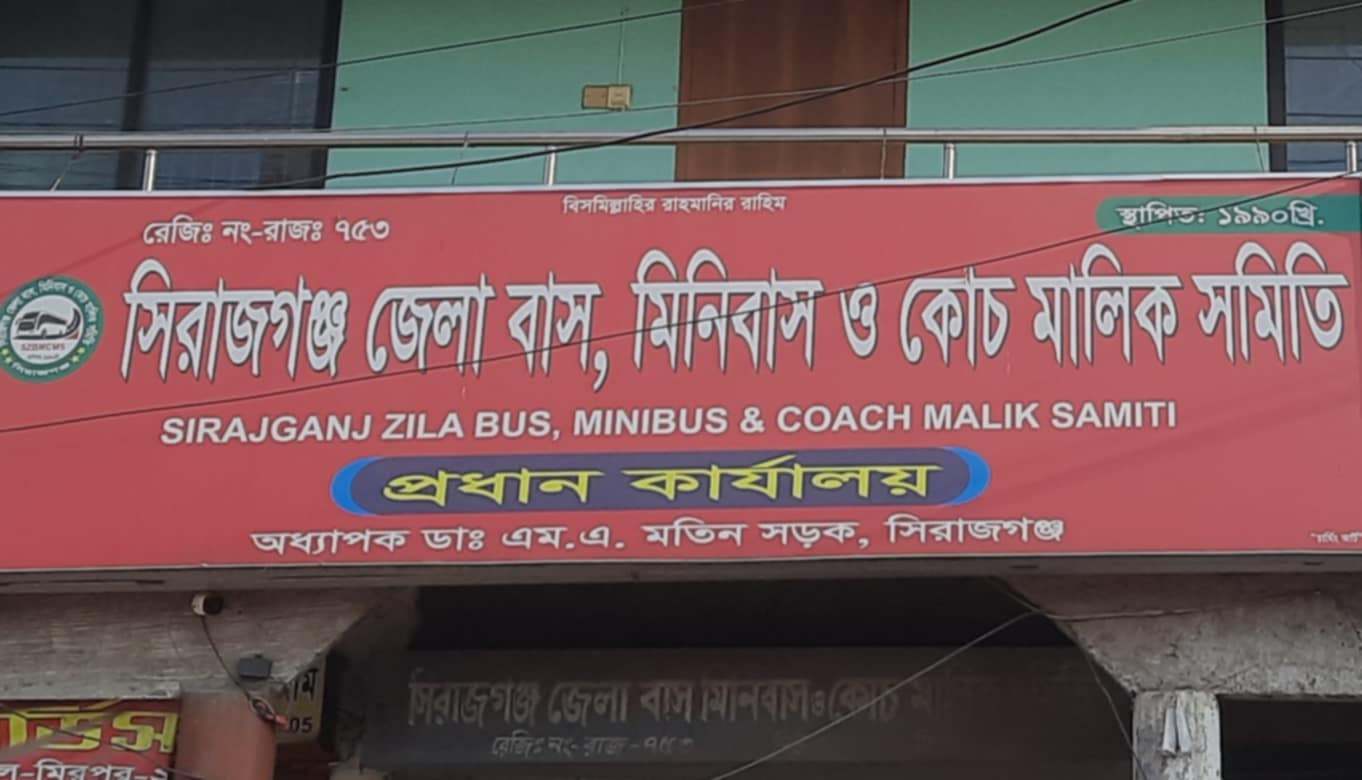 বিসমিল্লাহির রাহমানির রাহিম
রেজিঃ নং-রাজঃ ৭৫৩
স্থাপিত: ১৯৯০খ্রি.
সিরাজগঞ্জ জেলা বাস, মিনিবাস ও কোচ মালিক সমিতি
SIRAJGANJ ZILA BUS, MINIBUS & COACH MALIK SAMITI
প্রধান কার্যালয়
অধ্যাপক ডাঃ এম.এ. মতিন সড়ক, সিরাজগঞ্জ
সিরাজগঞ্জ জেলা বাস মিনিবাস
রেজিঃ নং- রাজ -৭৫৩